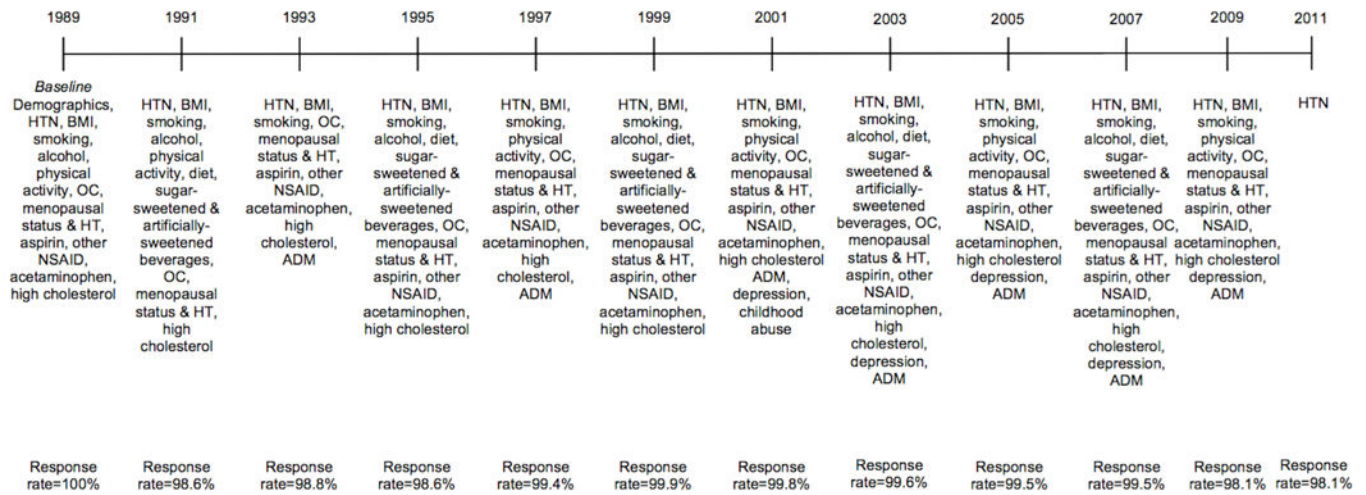 1989
1991
1993
1995
1997
1999
2001
2003
2005
2007
2009
2011
Baseline
Demographics,
HTN, BMI,
smoking,
alcohol,
physical
activity, OC,
menopausal
status & HT,
aspirin, other
NSAID,
acetaminophen,
high cholesterol
HTN, BMI,
smoking,
alcohol,
physical
activity, diet,
sugar-
sweetened &
artificially-
sweetened
beverages,
OC,
menopausal
status & HT,
high
cholesterol
HTN, BMI,
smoking, OC,
menopausal
status & HT,
aspirin, other
NSAID,
acetaminophen,
high
cholesterol,
ADM
HTN, BMI,
smoking,
alcohol, diet,
sugar-
sweetened &
artificially-
sweetened
beverages, OC,
menopausal
status & HT,
aspirin, other
NSAID,
acetaminophen,
high cholesterol
HTN, BMI,
smoking,
physical
activity, OC,
menopausal
status & HT,
aspirin, other
NSAID,
acetaminophen,
high
cholesterol,
ADM
HTN, BMI,
smoking,
alcohol, diet,
sugar-
sweetened &
artificially-
sweetened
beverages, OC,
menopausal
status & HT,
aspirin, other
NSAID,
acetaminophen,
high cholesterol
HTN, BMI,
smoking,
physical
activity, OC,
menopausal
status & HT,
aspirin, other
NSAID,
acetaminophen,
high cholesterol
ADM,
depression,
childhood
abuse
HTN, BMI,
smoking,
alcohol, diet,
sugar-
sweetened &
artificially-
sweetened
beverages, OC,
menopausal
status & HT,
aspirin, other
NSAID,
acetaminophen,
high
cholesterol,
depression,
ADM
HTN, BMI,
smoking,
physical
activity, OC,
menopausal
status & HT,
aspirin, other
NSAID,
acetaminophen,
high cholesterol
depression,
ADM
HTN, BMI,
smoking,
alcohol, diet,
sugar-
sweetened &
artificially-
sweetened
beverages, OC,
menopausal
status & HT,
aspirin, other
NSAID,
acetaminophen,
high
cholesterol,
depression,
ADM
HTN, BMI,
smoking,
physical
activity, OC,
menopausal
status & HT,
aspirin, other
NSAID,
acetaminophen,
high cholesterol
depression,
ADM
HTN
Response
rate=100%
Response
rate=98.6%
Response
rate=98.8%
Response
rate=98.6%
Response
rate=99.4%
Response
rate=99.9%
Response
rate=99.8%
Response
rate=99.6%
Response
rate=99.5%
Response
rate=99.5%
Response
rate=98.1%
Response
rate=98.1%